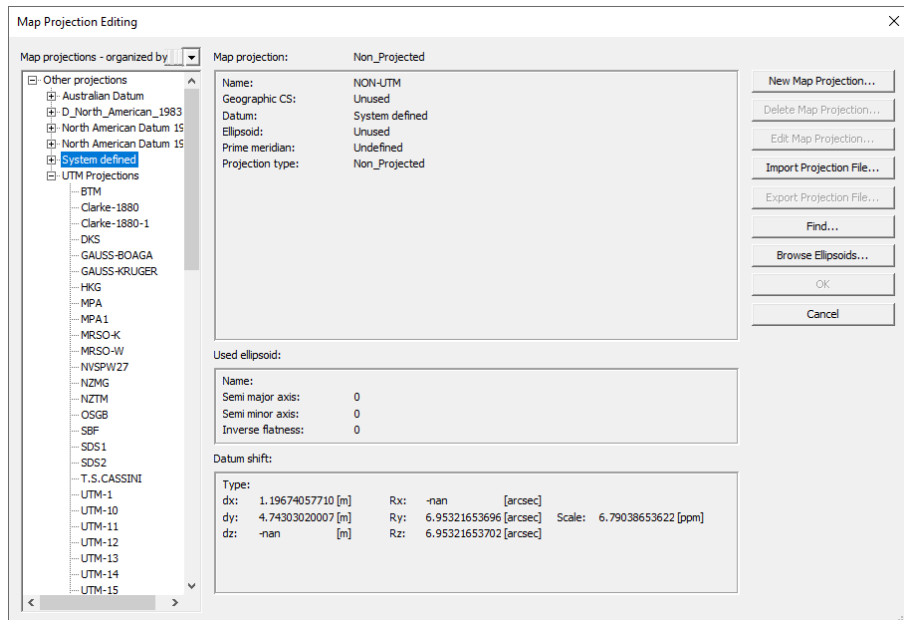 Map Projection Editing
Map projections - organized by
Other projections
Australian Datum
D_North_American_1983
North American Datum 19
North American Datum 19
System defined
UTM Projections
BTM
Clarke-1880
Clarke-1880-1
DKS
GAUSS-BOAGA
GAUSS-KRUGER
HKG
MPA
MPA1
MRSO-K
MRSO-W
NVSPW27
NZMG
NZTM
OSGB
SBF
SDS1
SDS2
T.S.CASSINI
UTM-1
UTM-10
UTM-11
UTM-12
UTM-13
UTM-14
UTM-15
Map projection: Non_Projected
Name: NON-UTM
Geographic CS: Unused
Datum: System defined
Ellipsoid: Unused
Prime meridian: Undefined
Projection type: Non_Projected
Used ellipsoid:
Name:
Semi major axis: 0
Semi minor axis: 0
Inverse flatness: 0
Datum shift:
Type:
dx: 1.19674057710 [m] Rx: -nan [arcsec]
dy: 4.74303020007 [m] Ry: 6.95321653696 [arcsec] Scale: 6.79038653622 [ppm]
dz: -nan [m] Rz: 6.95321653702 [arcsec]
New Map Projection...
Delete Map Projection...
Edit Map Projection...
Import Projection File...
Export Projection File...
Find...
Browse Ellipsoids...
OK
Cancel